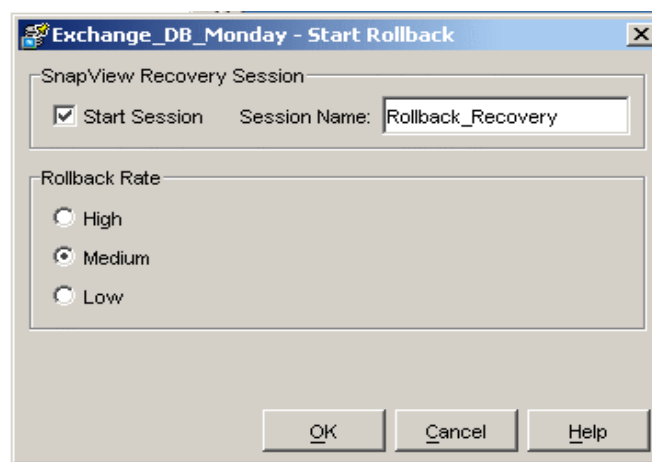 Exchange_DB_Monday - Start Rollback
SnapView Recovery Session
Start Session Session Name: Rollback_Recovery
Rollback Rate
High
Medium
Low
OK Cancel Help